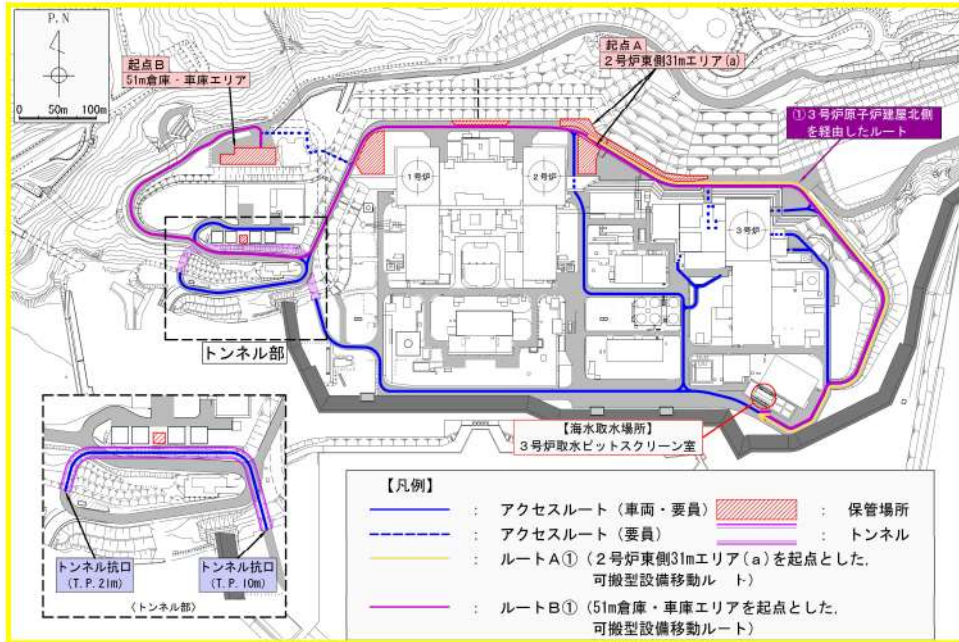 P.N
0 50m 100m
起点B
51m倉庫・車庫エリア
起点A
2号炉東側31mエリア(a)
①3号炉原子炉建屋北側
を経由したルート
1号炉
2号炉
3号炉
トンネル部
【海水取水場所】
3号炉取水ピットスクリーン室
トンネル抗口
(T.P.21m)
トンネル抗口
(T.P.10m)
〈トンネル部〉
【凡例】
: アクセスルート(車両・要員)
: 保管場所
: アクセスルート(要員)
: トンネル
: ルートA①(2号炉東側31mエリア(a)を起点とした,
可搬型設備移動ルート)
: ルートB①(51m倉庫・車庫エリアを起点とした,
可搬型設備移動ルート)